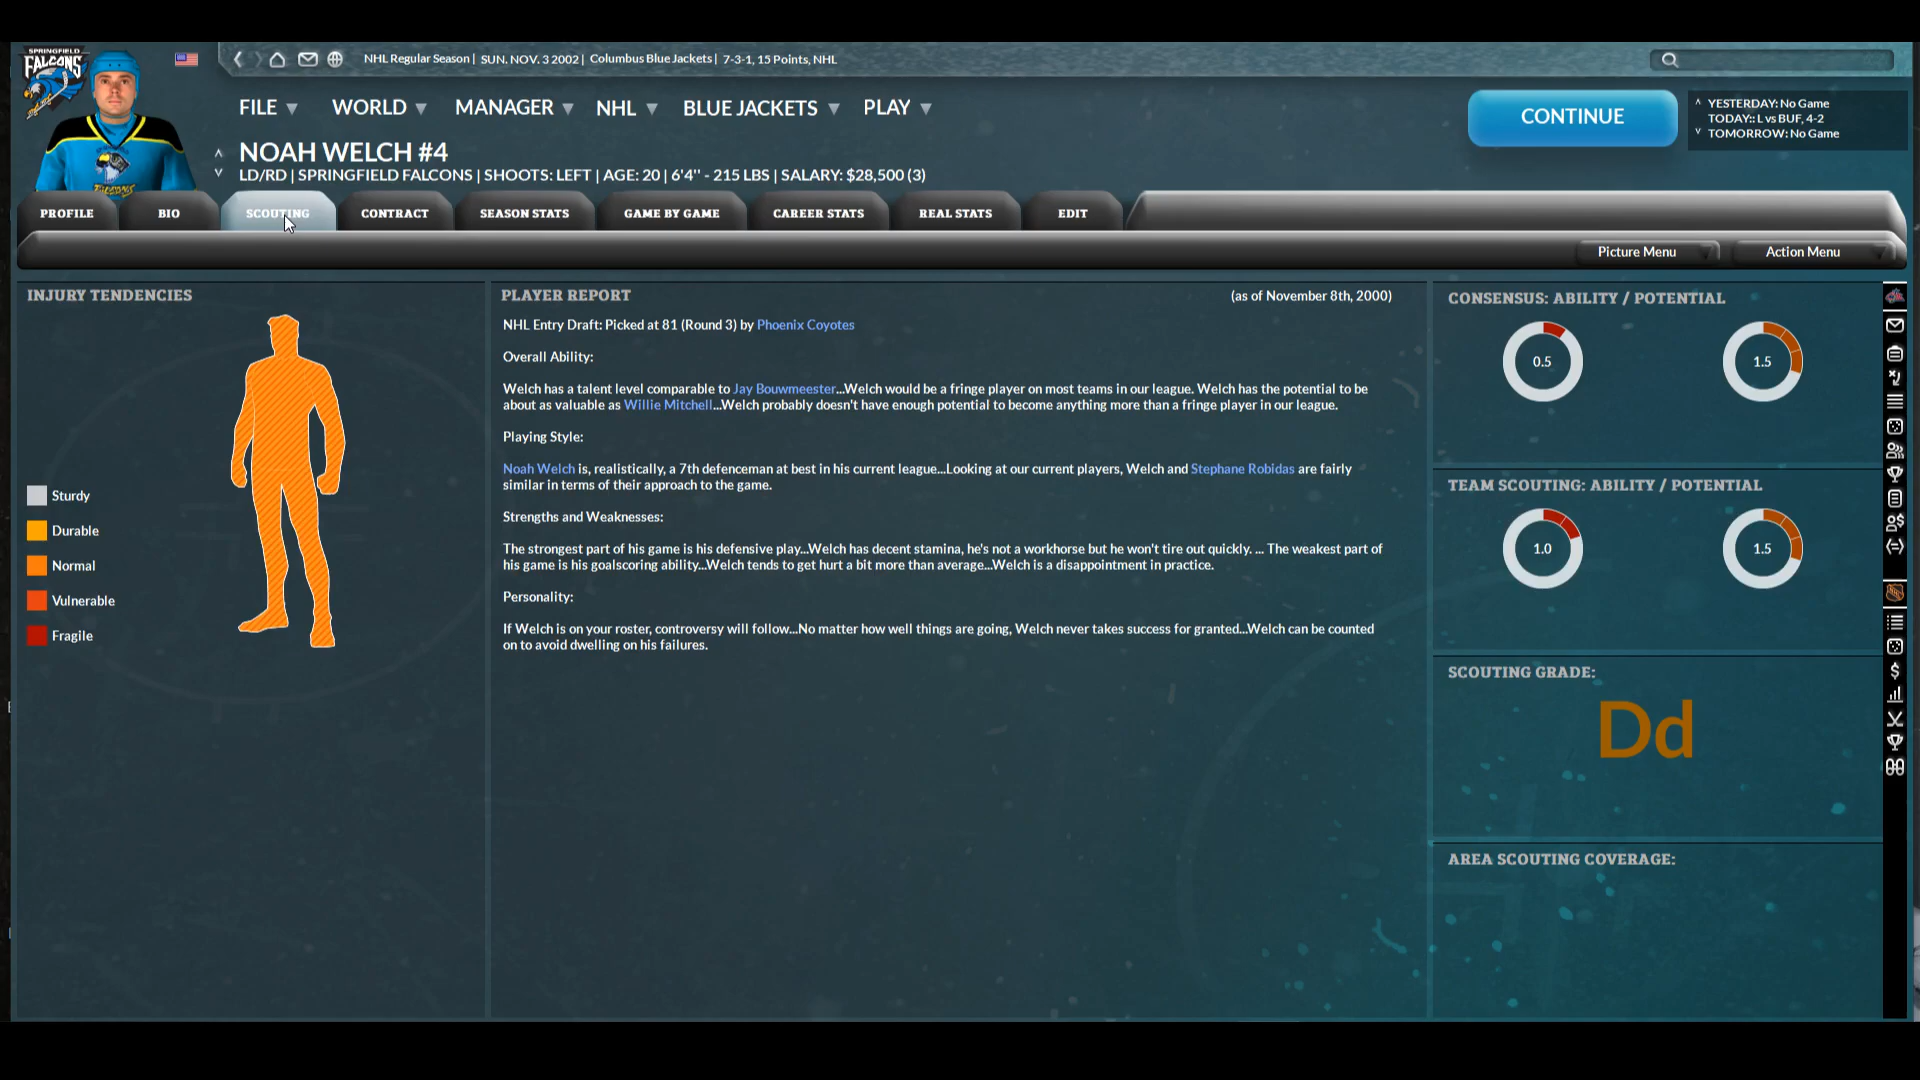 SPRINGFIELD
FALCONS
NHL Regular Season | SUN. NOV. 3 2002 | Columbus Blue Jackets | 7-3-1, 15 Points, NHL
FILE WORLD MANAGER NHL BLUE JACKETS PLAY
CONTINUE
YESTERDAY: No Game
TODAY:: L vs BUF, 4-2
TOMORROW: No Game
NOAH WELCH #4
LD/RD | SPRINGFIELD FALCONS | SHOOTS: LEFT | AGE: 20 | 6'4" - 215 LBS | SALARY: $28,500 (3)
PROFILE BIO SCOUTING CONTRACT SEASON STATS GAME BY GAME CAREER STATS REAL STATS EDIT
Picture Menu Action Menu
INJURY TENDENCIES
Sturdy
Durable
Normal
Vulnerable
Fragile
PLAYER REPORT (as of November 8th, 2000)
NHL Entry Draft: Picked at 81 (Round 3) by Phoenix Coyotes
Overall Ability:
Welch has a talent level comparable to Jay Bouwmeester...Welch would be a fringe player on most teams in our league. Welch has the potential to be
about as valuable as Willie Mitchell...Welch probably doesn't have enough potential to become anything more than a fringe player in our league.
Playing Style:
Noah Welch is, realistically, a 7th defenceman at best in his current league...Looking at our current players, Welch and Stephane Robidas are fairly
similar in terms of their approach to the game.
Strengths and Weaknesses:
The strongest part of his game is his defensive play...Welch has decent stamina, he's not a workhorse but he won't tire out quickly. ... The weakest part of
his game is his goalscoring ability...Welch tends to get hurt a bit more than average...Welch is a disappointment in practice.
Personality:
If Welch is on your roster, controversy will follow...No matter how well things are going, Welch never takes success for granted...Welch can be counted
on to avoid dwelling on his failures.
CONSENSUS: ABILITY / POTENTIAL
0.5 1.5
TEAM SCOUTING: ABILITY / POTENTIAL
1.0 1.5
SCOUTING GRADE:
Dd
AREA SCOUTING COVERAGE: